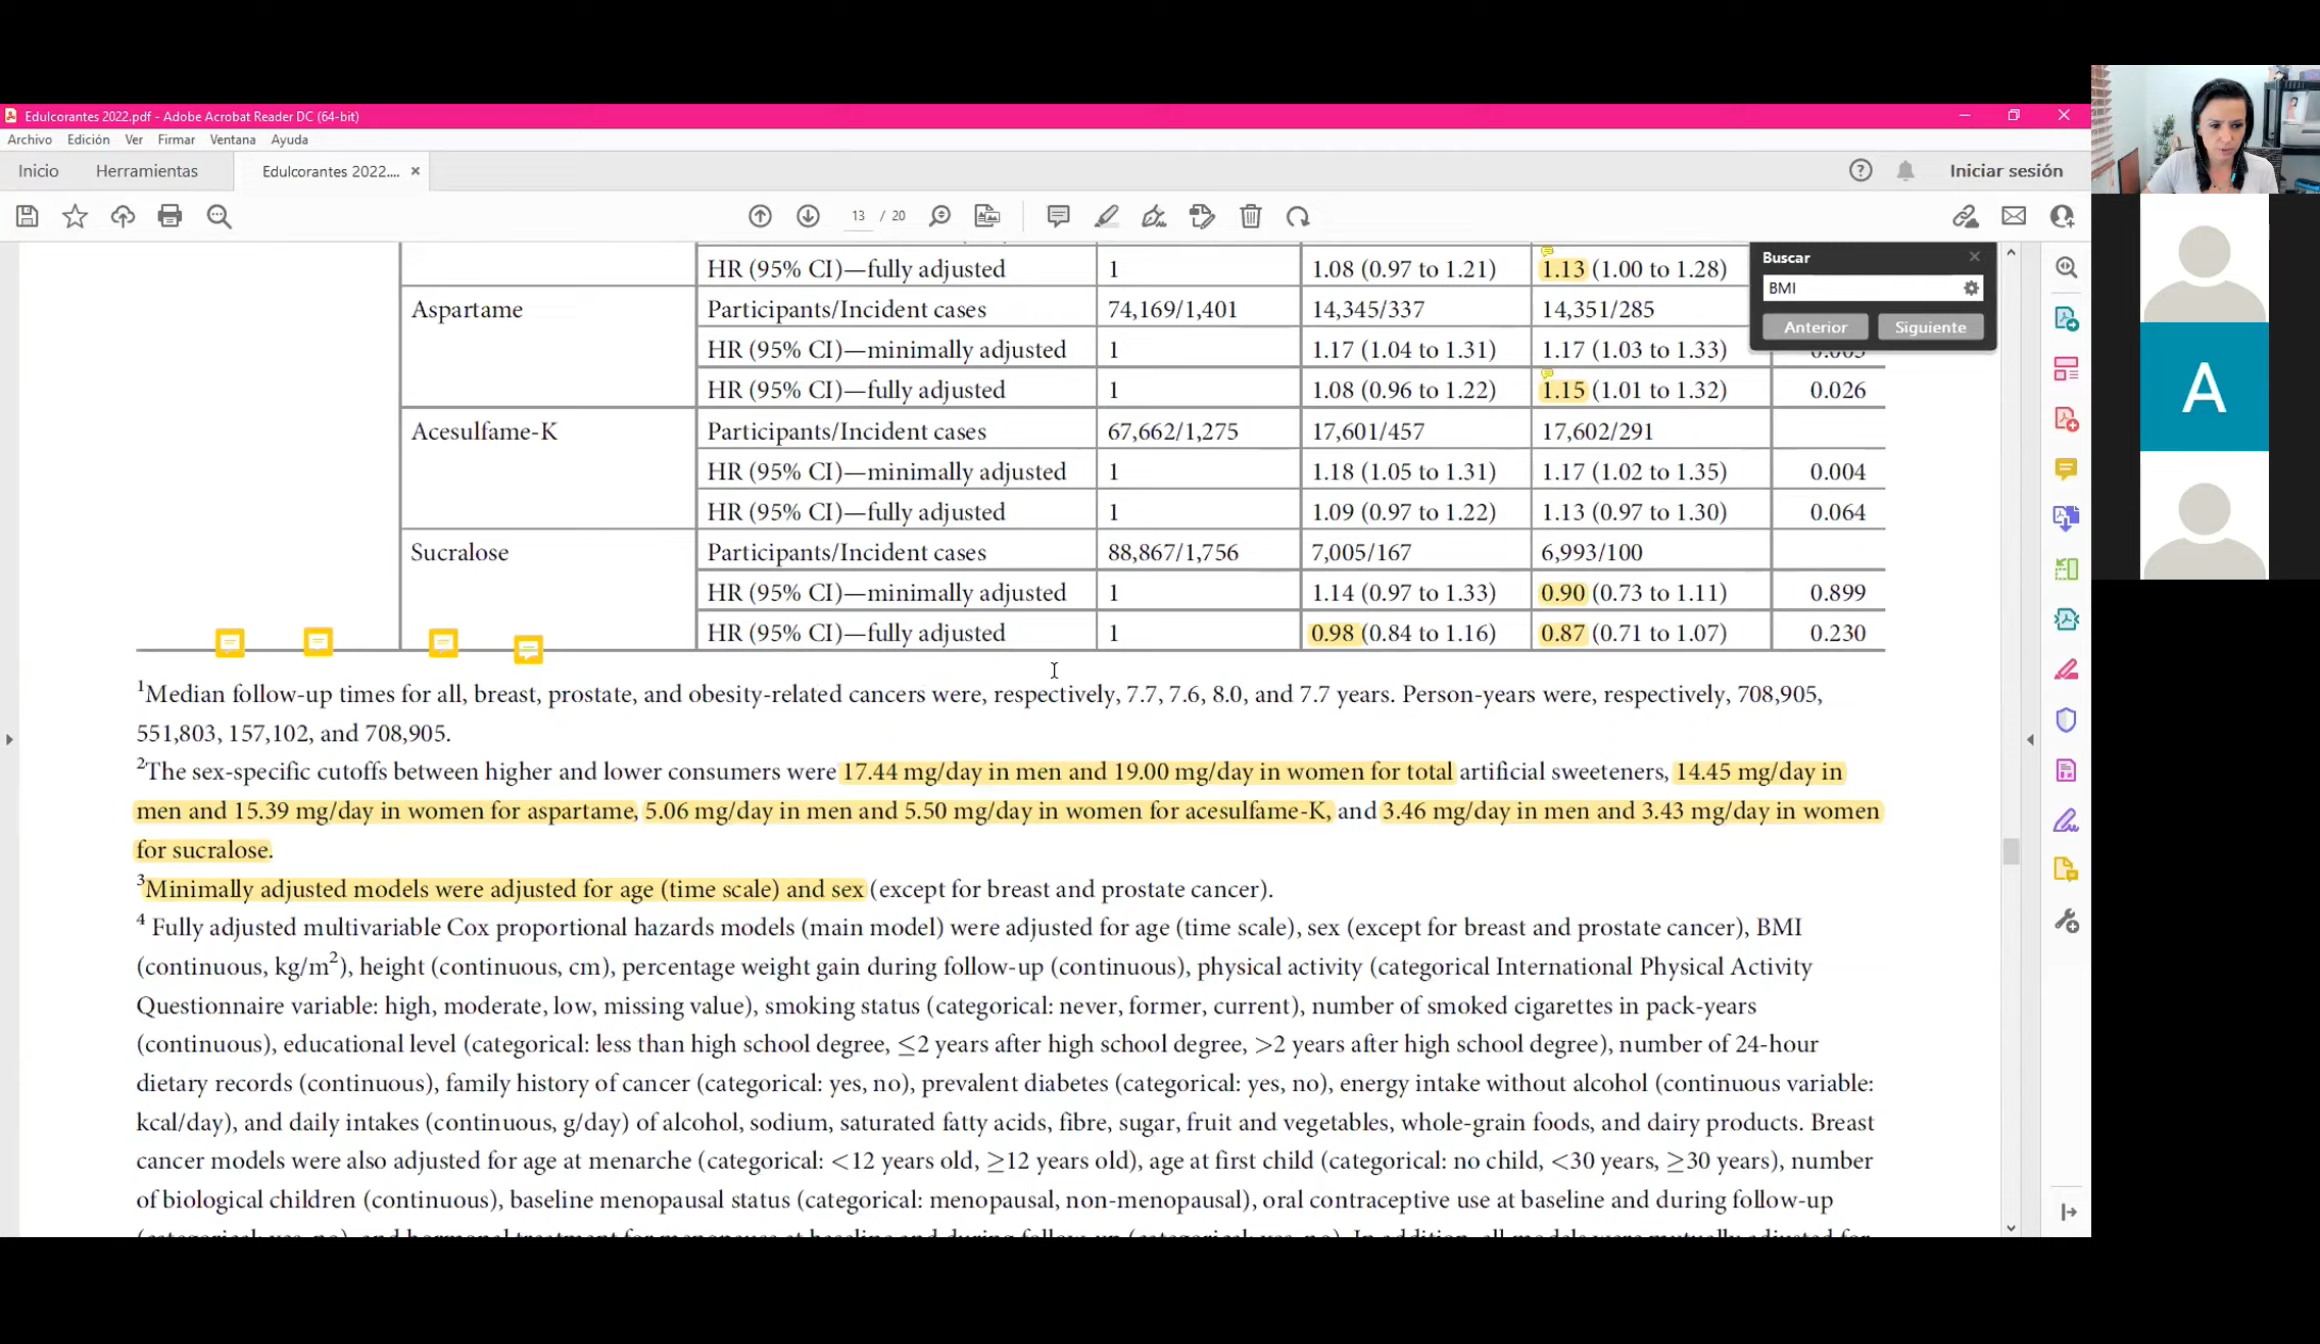 Edulcorantes 2022.pdf - Adobe Acrobat Reader DC (64-bit)
Archivo Edición Ver Firmar Ventana Ayuda
Inicio Herramientas Edulcorantes 2022.... × Iniciar sesión
13 / 20
Buscar
BMI
Anterior Siguiente
HR (95% CI)—fully adjusted 1 1.08 (0.97 to 1.21) 1.13 (1.00 to 1.28)
Aspartame Participants/Incident cases 74,169/1,401 14,345/337 14,351/285
HR (95% CI)—minimally adjusted 1 1.17 (1.04 to 1.31) 1.17 (1.03 to 1.33)
HR (95% CI)—fully adjusted 1 1.08 (0.96 to 1.22) 1.15 (1.01 to 1.32) 0.026
Acesulfame-K Participants/Incident cases 67,662/1,275 17,601/457 17,602/291
HR (95% CI)—minimally adjusted 1 1.18 (1.05 to 1.31) 1.17 (1.02 to 1.35) 0.004
HR (95% CI)—fully adjusted 1 1.09 (0.97 to 1.22) 1.13 (0.97 to 1.30) 0.064
Sucralose Participants/Incident cases 88,867/1,756 7,005/167 6,993/100
HR (95% CI)—minimally adjusted 1 1.14 (0.97 to 1.33) 0.90 (0.73 to 1.11) 0.899
HR (95% CI)—fully adjusted 1 0.98 (0.84 to 1.16) 0.87 (0.71 to 1.07) 0.230
¹Median follow-up times for all, breast, prostate, and obesity-related cancers were, respectively, 7.7, 7.6, 8.0, and 7.7 years. Person-years were, respectively, 708,905,
551,803, 157,102, and 708,905.
²The sex-specific cutoffs between higher and lower consumers were 17.44 mg/day in men and 19.00 mg/day in women for total artificial sweeteners, 14.45 mg/day in
men and 15.39 mg/day in women for aspartame, 5.06 mg/day in men and 5.50 mg/day in women for acesulfame-K, and 3.46 mg/day in men and 3.43 mg/day in women
for sucralose.
³Minimally adjusted models were adjusted for age (time scale) and sex (except for breast and prostate cancer).
⁴ Fully adjusted multivariable Cox proportional hazards models (main model) were adjusted for age (time scale), sex (except for breast and prostate cancer), BMI
(continuous, kg/m²), height (continuous, cm), percentage weight gain during follow-up (continuous), physical activity (categorical International Physical Activity
Questionnaire variable: high, moderate, low, missing value), smoking status (categorical: never, former, current), number of smoked cigarettes in pack-years
(continuous), educational level (categorical: less than high school degree, ≤2 years after high school degree, >2 years after high school degree), number of 24-hour
dietary records (continuous), family history of cancer (categorical: yes, no), prevalent diabetes (categorical: yes, no), energy intake without alcohol (continuous variable:
kcal/day), and daily intakes (continuous, g/day) of alcohol, sodium, saturated fatty acids, fibre, sugar, fruit and vegetables, whole-grain foods, and dairy products. Breast
cancer models were also adjusted for age at menarche (categorical: <12 years old, ≥12 years old), age at first child (categorical: no child, <30 years, ≥30 years), number
of biological children (continuous), baseline menopausal status (categorical: menopausal, non-menopausal), oral contraceptive use at baseline and during follow-up
A